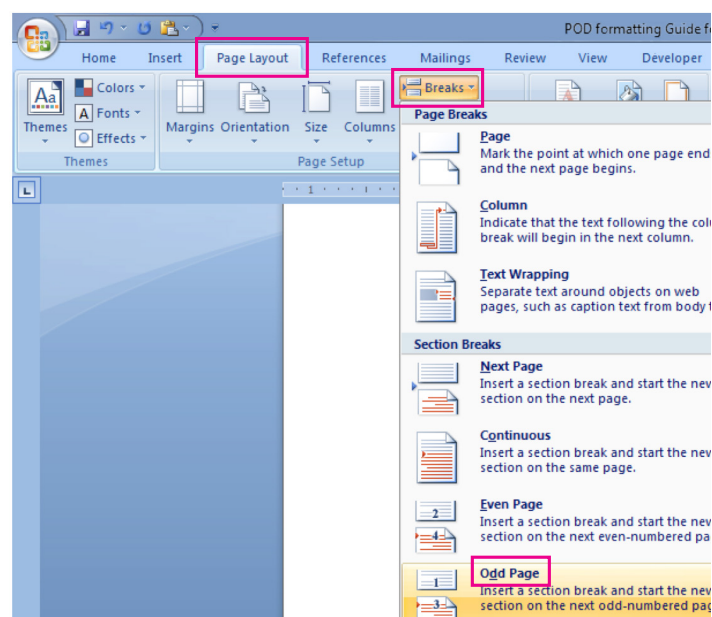 POD formatting Guide f
Home Insert Page Layout References Mailings Review View Developer
Aa Colors Breaks
A Fonts
Themes Effects Margins Orientation Size Columns
Themes Page Setup
L 1
Page Breaks
Page
Mark the point at which one page end
and the next page begins.
Column
Indicate that the text following the col
break will begin in the next column.
Text Wrapping
Separate text around objects on web
pages, such as caption text from body
Section Breaks
Next Page
Insert a section break and start the new
section on the next page.
Continuous
Insert a section break and start the new
section on the same page.
2
4
Even Page
Insert a section break and start the new
section on the next even-numbered pa
1
3
Odd Page
Insert a section break and start the new
section on the next odd-numbered pag